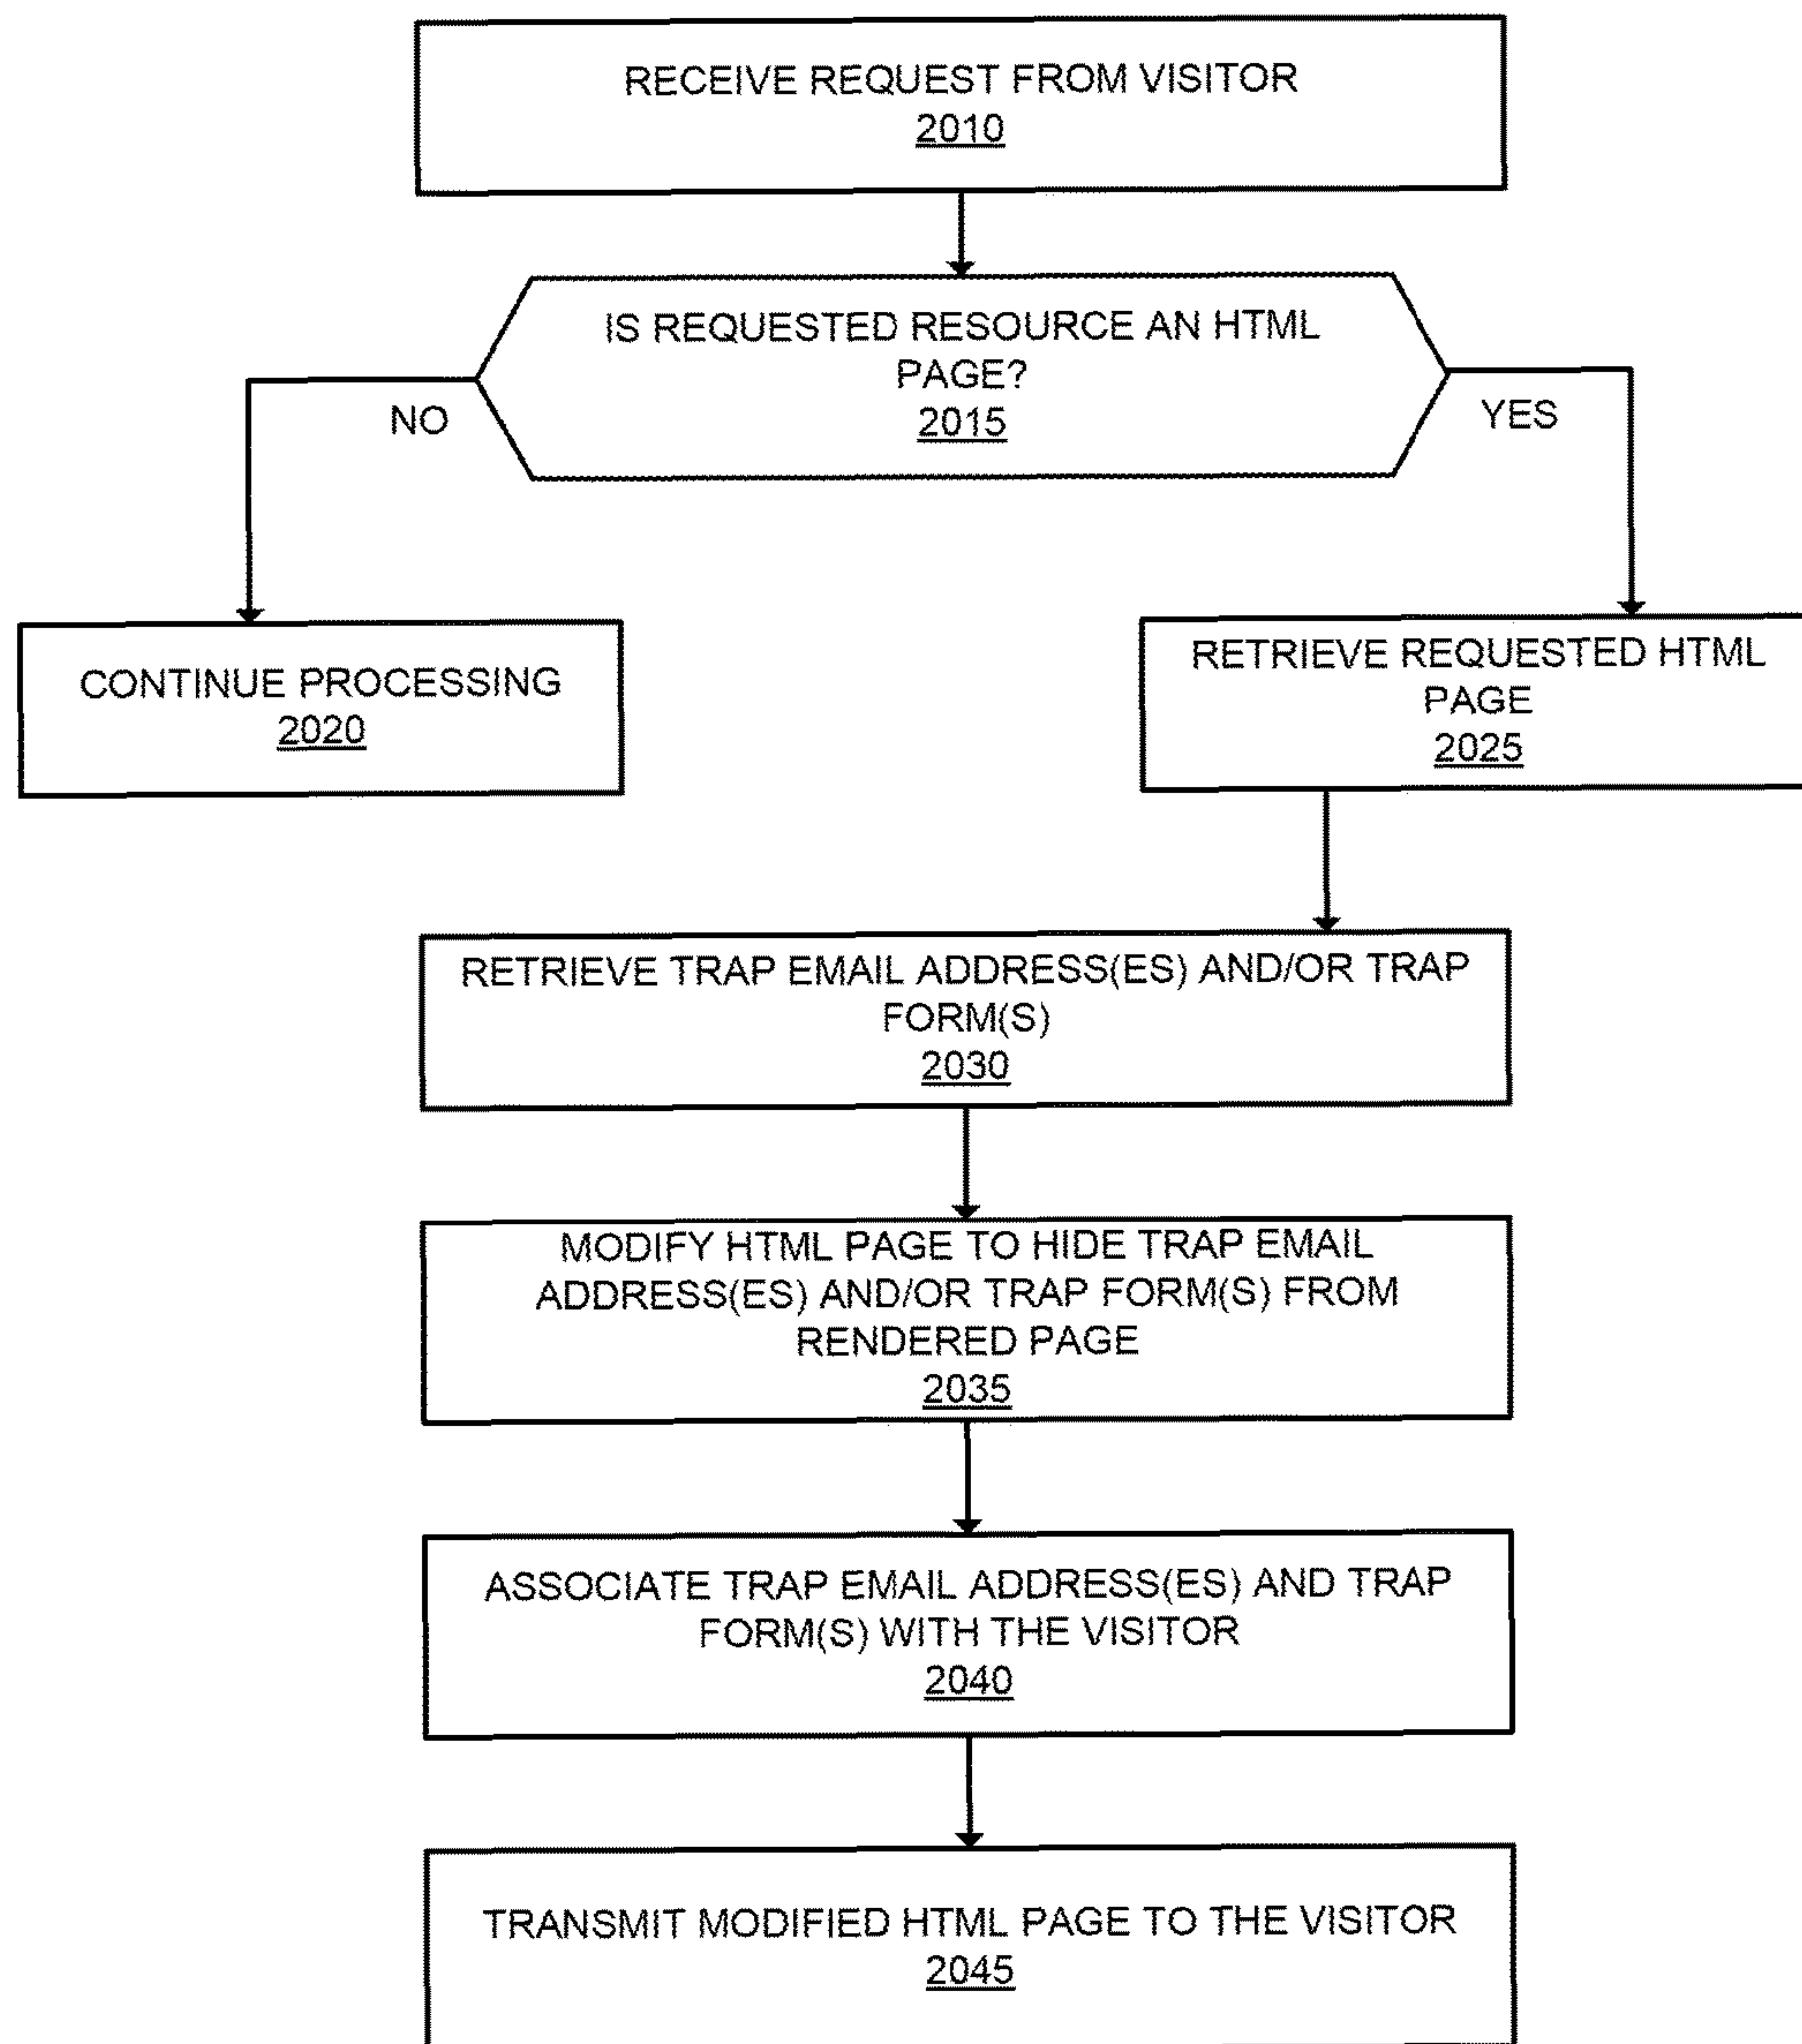 RECEIVE REQUEST FROM VISITOR
2010
IS REQUESTED RESOURCE AN HTML
PAGE?
2015
NO
YES
CONTINUE PROCESSING
2020
RETRIEVE REQUESTED HTML
PAGE
2025
RETRIEVE TRAP EMAIL ADDRESS(ES) AND/OR TRAP
FORM(S)
2030
MODIFY HTML PAGE TO HIDE TRAP EMAIL
ADDRESS(ES) AND/OR TRAP FORM(S) FROM
RENDERED PAGE
2035
ASSOCIATE TRAP EMAIL ADDRESS(ES) AND TRAP
FORM(S) WITH THE VISITOR
2040
TRANSMIT MODIFIED HTML PAGE TO THE VISITOR
2045